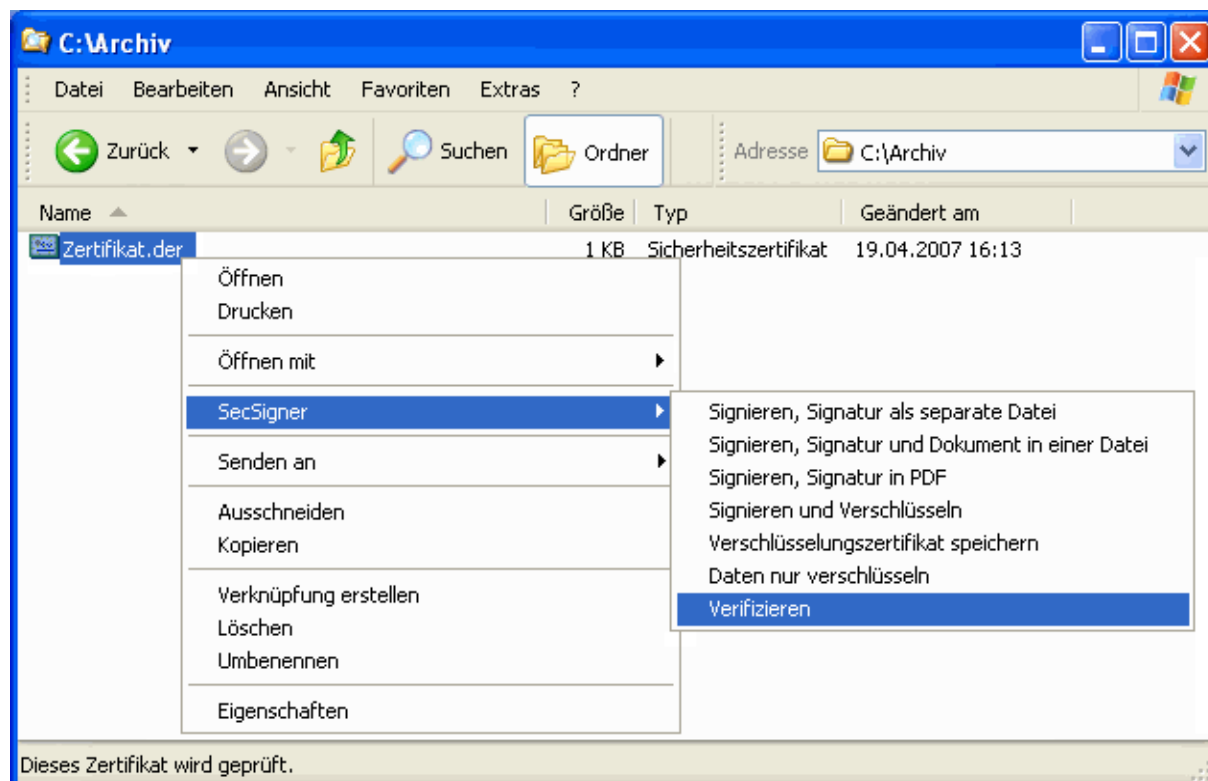 C:\Archiv
Datei Bearbeiten Ansicht Favoriten Extras ?
Zurück Suchen Ordner Adresse C:\Archiv
Name Größe Typ Geändert am
Zertifikat.der 1 KB Sicherheitszertifikat 19.04.2007 16:13
Öffnen
Drucken
Öffnen mit
SecSigner
Senden an
Ausschneiden
Kopieren
Verknüpfung erstellen
Löschen
Umbenennen
Eigenschaften
Signieren, Signatur als separate Datei
Signieren, Signatur und Dokument in einer Datei
Signieren, Signatur in PDF
Signieren und Verschlüsseln
Verschlüsselungszertifikat speichern
Daten nur verschlüsseln
Verifizieren
Dieses Zertifikat wird geprüft.